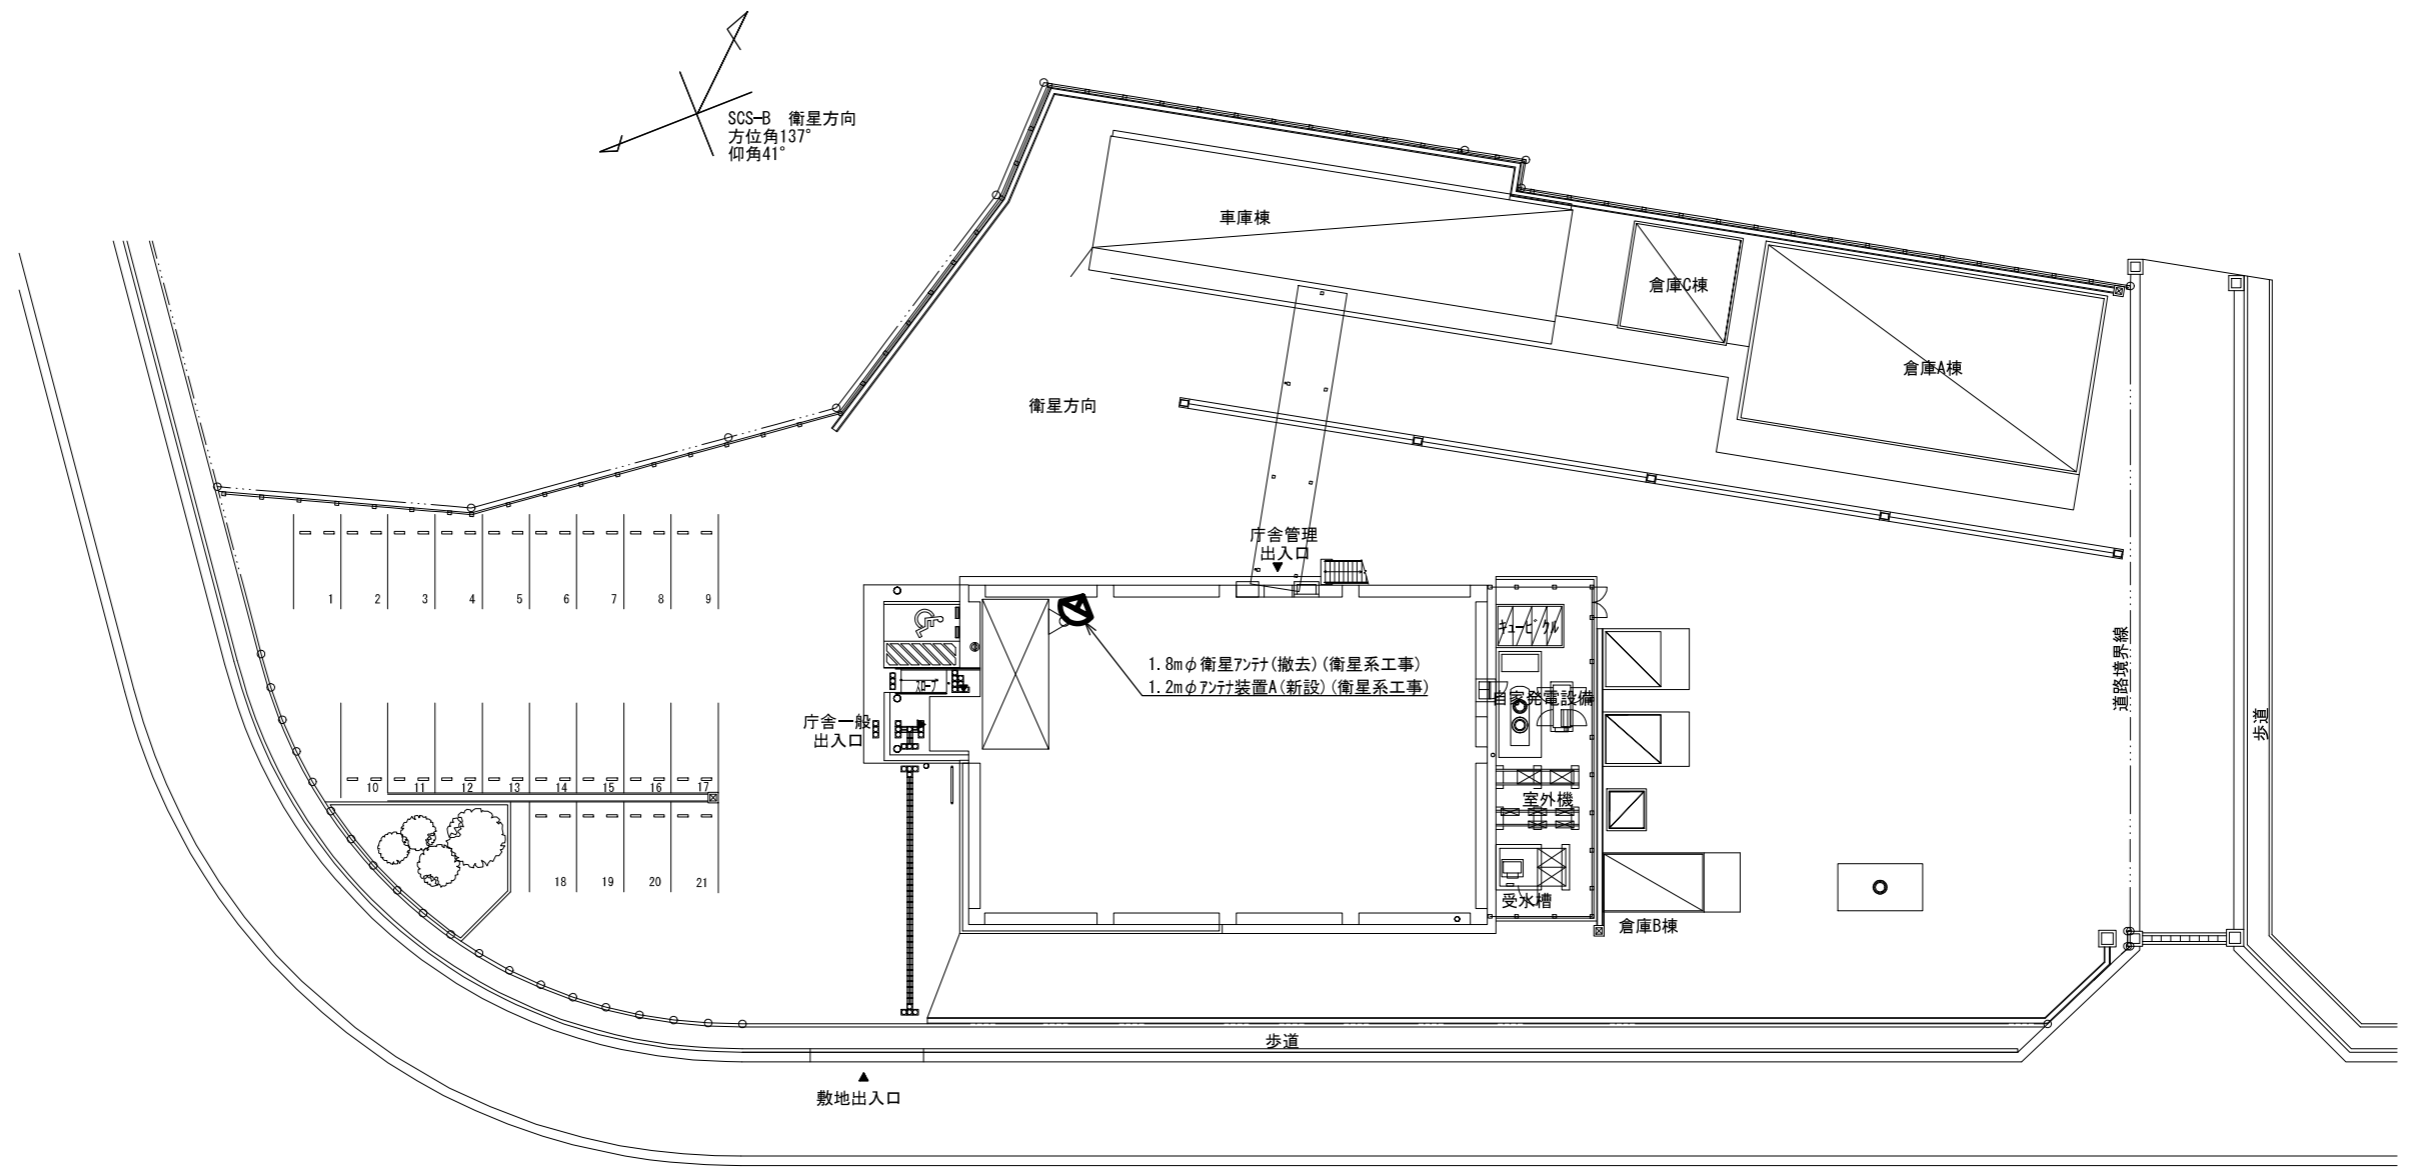 SCS-B 衛星方向
方位角137°
仰角41°
車庫棟
倉庫C棟
倉庫A棟
衛星方向
庁舎管理
出入口
1 2 3 4 5 6 7 8 9
キュービクル
1.8mφ衛星アンテナ(撤去)(衛星系工事)
1.2mφアンテナ装置A(新設)(衛星系工事)
スロープ
自家発電設備
道路境界線
歩道
庁舎一般
出入口
10 11 12 13 14 15 16 17
室外機
18 19 20 21
受水槽
倉庫B棟
歩道
敷地出入口